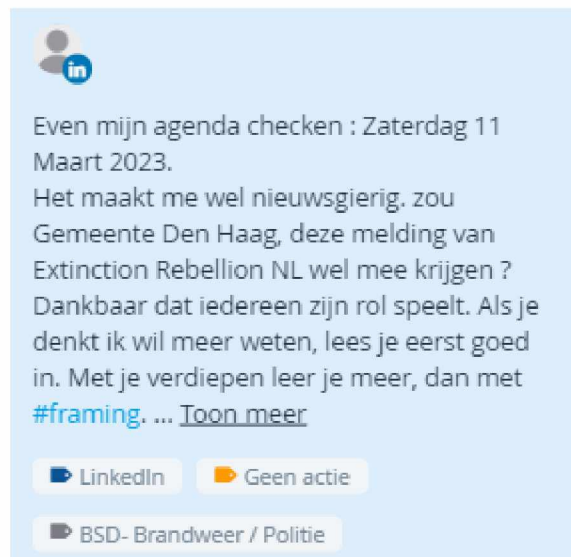 in
Even mijn agenda checken : Zaterdag 11
Maart 2023.
Het maakt me wel nieuwsgierig. zou
Gemeente Den Haag, deze melding van
Extinction Rebellion NL wel mee krijgen ?
Dankbaar dat iedereen zijn rol speelt. Als je
denkt ik wil meer weten, lees je eerst goed
in. Met je verdiepen leer je meer, dan met
#framing. ... Toon meer
LinkedIn Geen actie
BSD- Brandweer / Politie